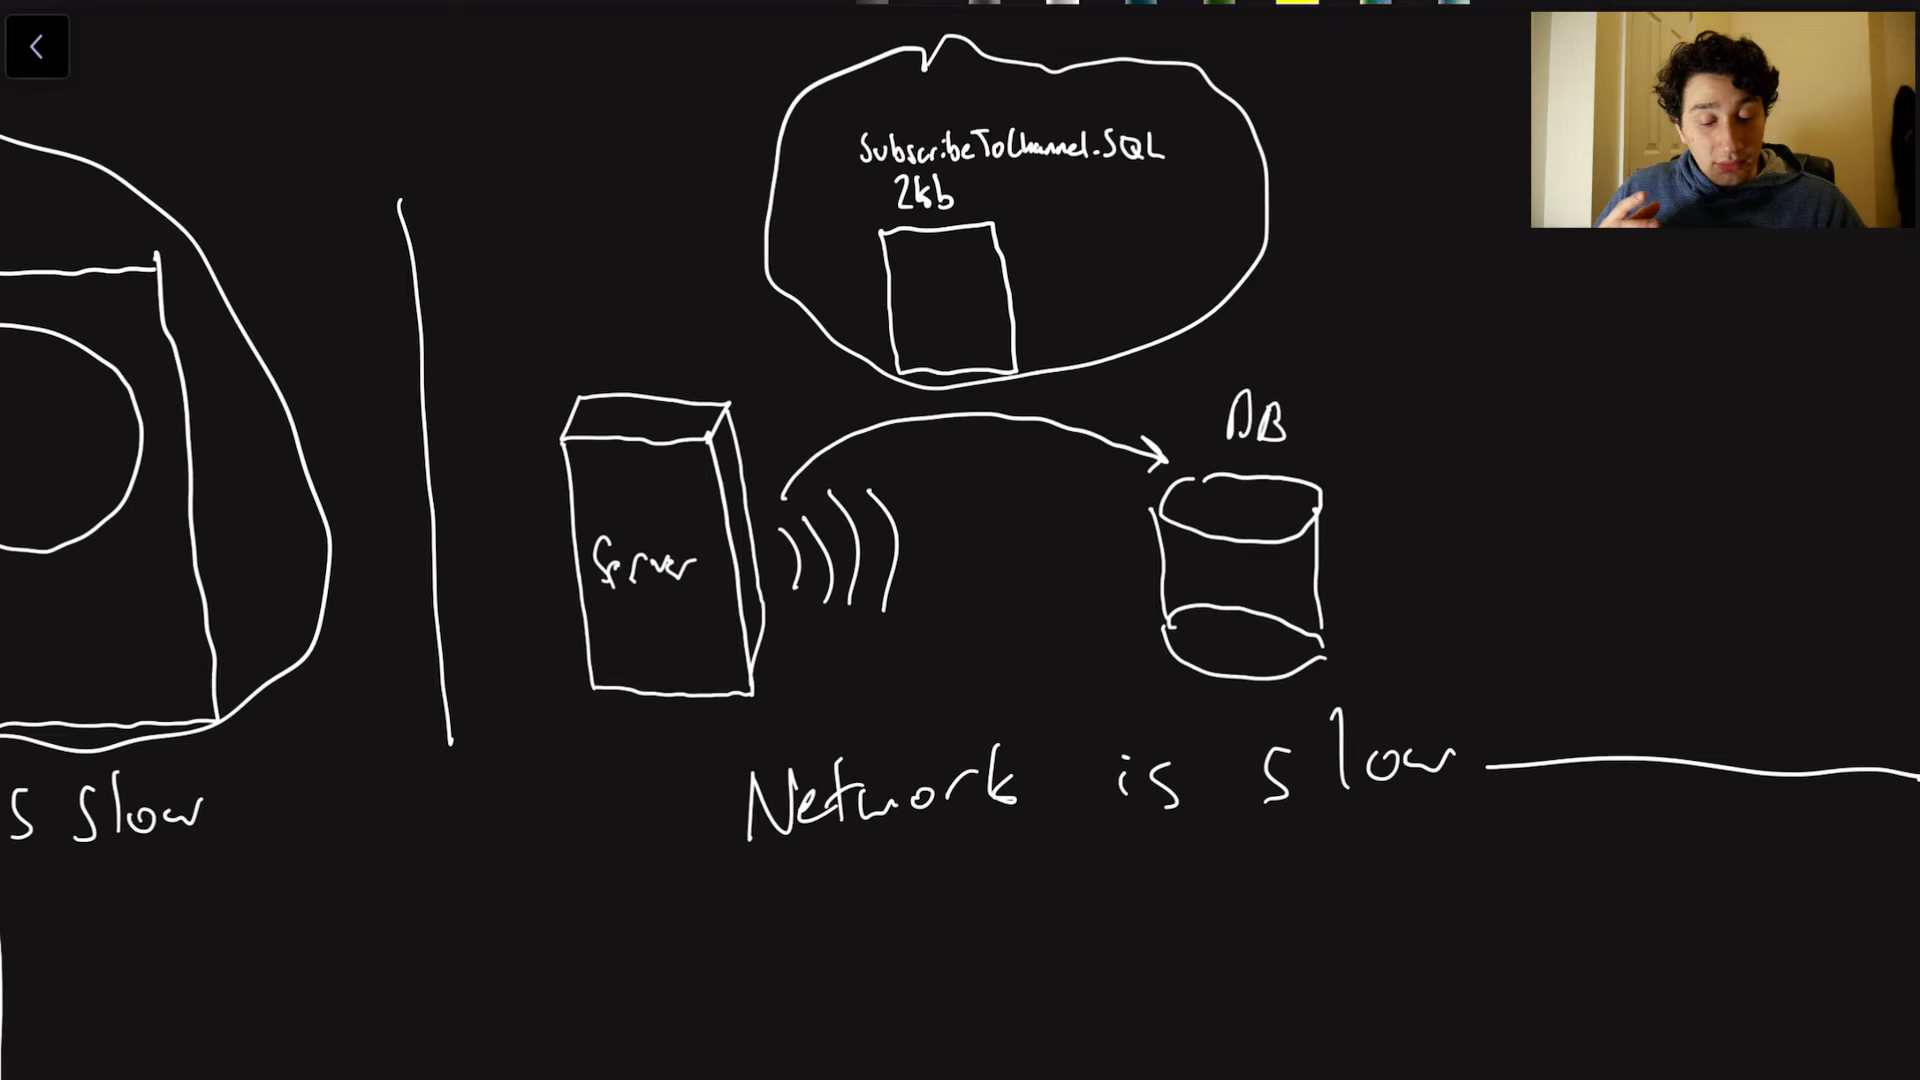 SubscribeToChannel.SQL
2kb
DB
Server
Network is slow
s slow